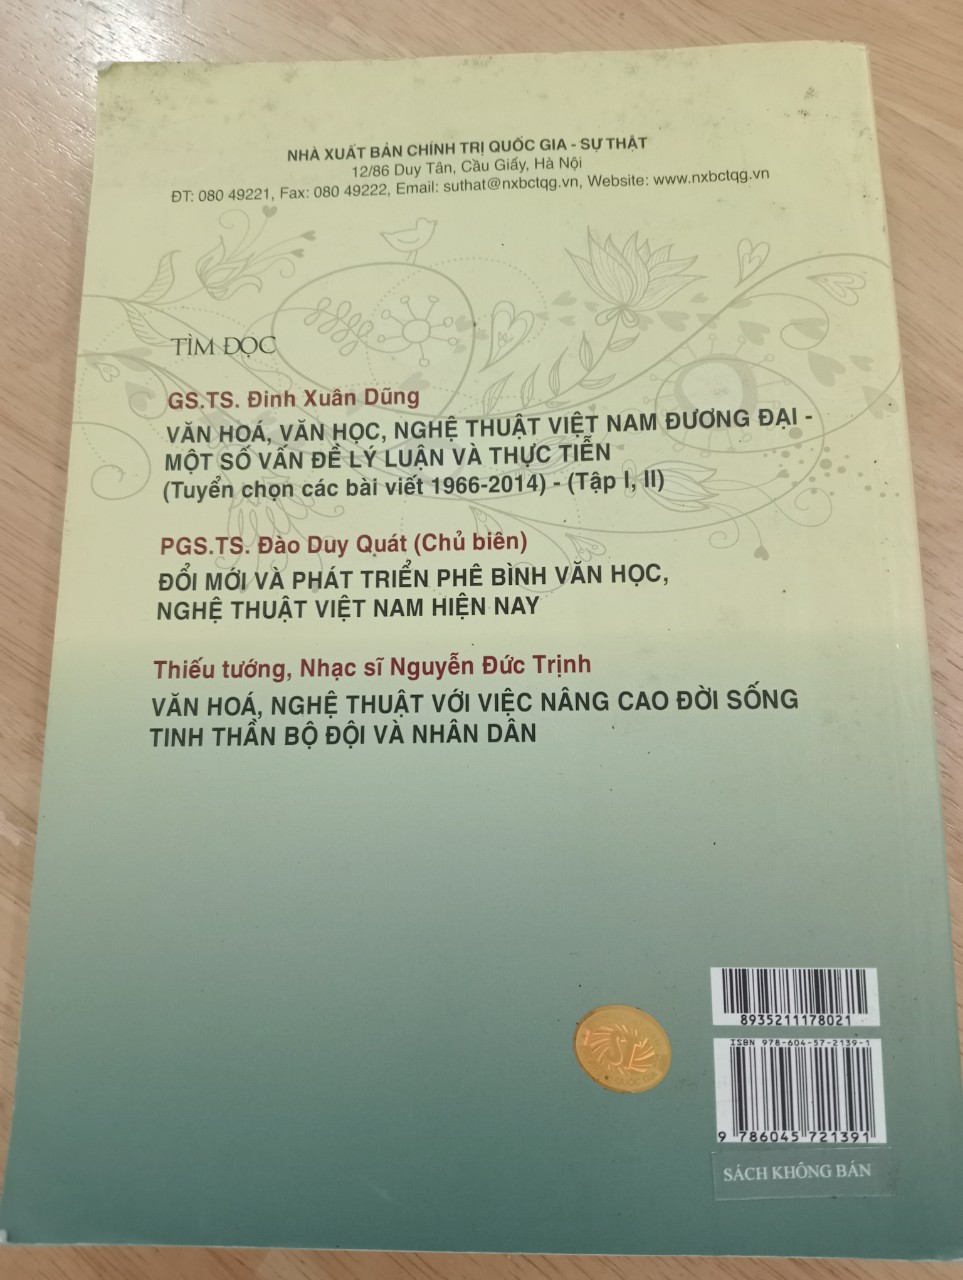 NHÀ XUẤT BẢN CHÍNH TRỊ QUỐC GIA - SỰ THẬT
12/86 Duy Tân, Cầu Giấy, Hà Nội
ĐT: 080 49221, Fax: 080 49222, Email: suthat@nxbctqg.vn, Website: www.nxbctqg.vn
TÌM ĐỌC
GS.TS. Đinh Xuân Dũng
VĂN HOÁ, VĂN HỌC, NGHỆ THUẬT VIỆT NAM ĐƯƠNG ĐẠI -
MỘT SỐ VẤN ĐỀ LÝ LUẬN VÀ THỰC TIỄN
(Tuyển chọn các bài viết 1966-2014) - (Tập I, II)
PGS.TS. Đào Duy Quát (Chủ biên)
ĐỔI MỚI VÀ PHÁT TRIỂN PHÊ BÌNH VĂN HỌC,
NGHỆ THUẬT VIỆT NAM HIỆN NAY
Thiếu tướng, Nhạc sĩ Nguyễn Đức Trịnh
VĂN HOÁ, NGHỆ THUẬT VỚI VIỆC NÂNG CAO ĐỜI SỐNG
TINH THẦN BỘ ĐỘI VÀ NHÂN DÂN
8935211178021
ISBN 978-604-57-2139-1
9 786045 721391
SÁCH KHÔNG BÁN